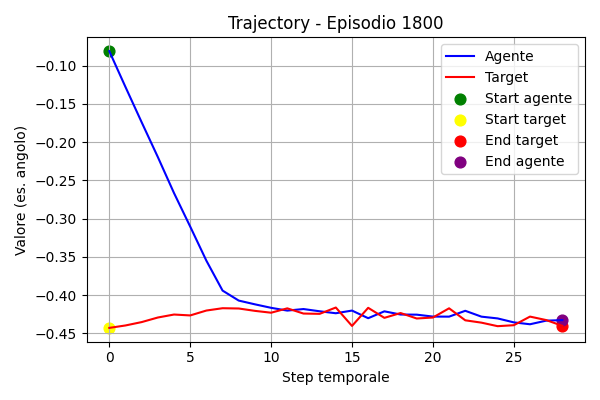 Trajectory - Episodio 1800
Valore (es. angolo)
−0.10
−0.15
−0.20
−0.25
−0.30
−0.35
−0.40
−0.45
Agente
Target
Start agente
Start target
End target
End agente
0
5
10
15
20
25
Step temporale